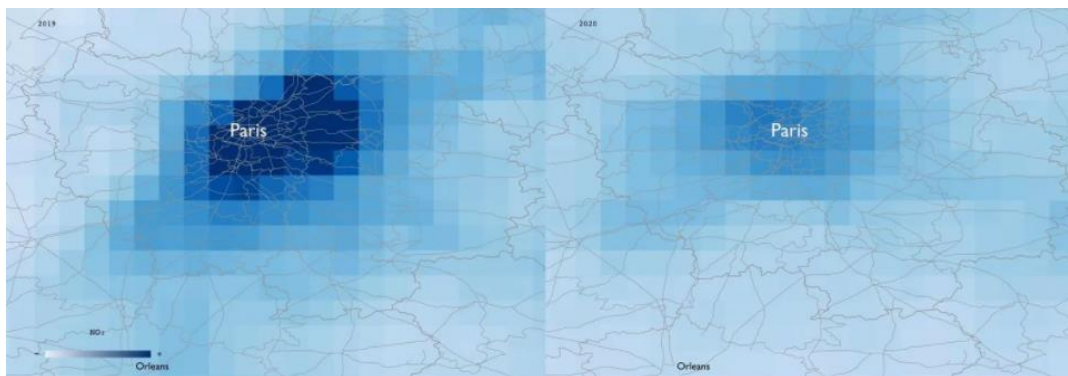 2019
Paris
NO₂
- +
Orleans
2020
Paris
Orleans